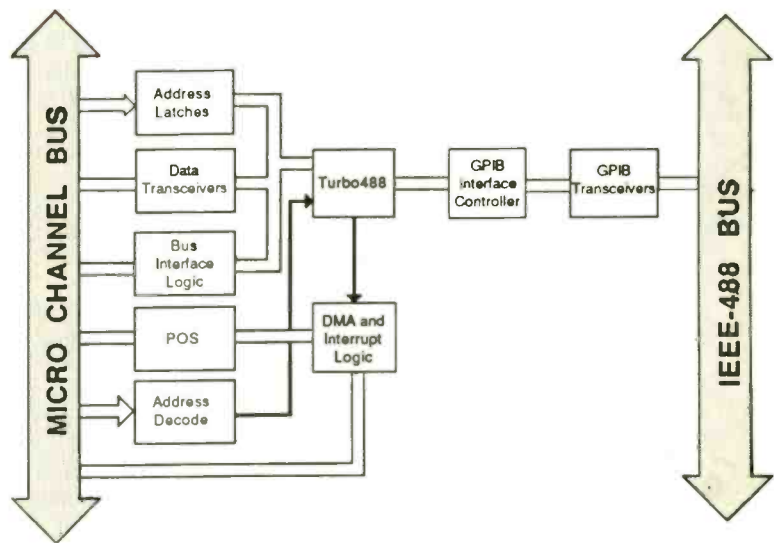 MICRO CHANNEL BUS
Address
Latches
Data
Transceivers
Bus
Interface
Logic
POS
Address
Decode
Turbo488
DMA and
Interrupt
Logic
GPIB
Interface
Controller
GPIB
Transceivers
IEEE-488 BUS